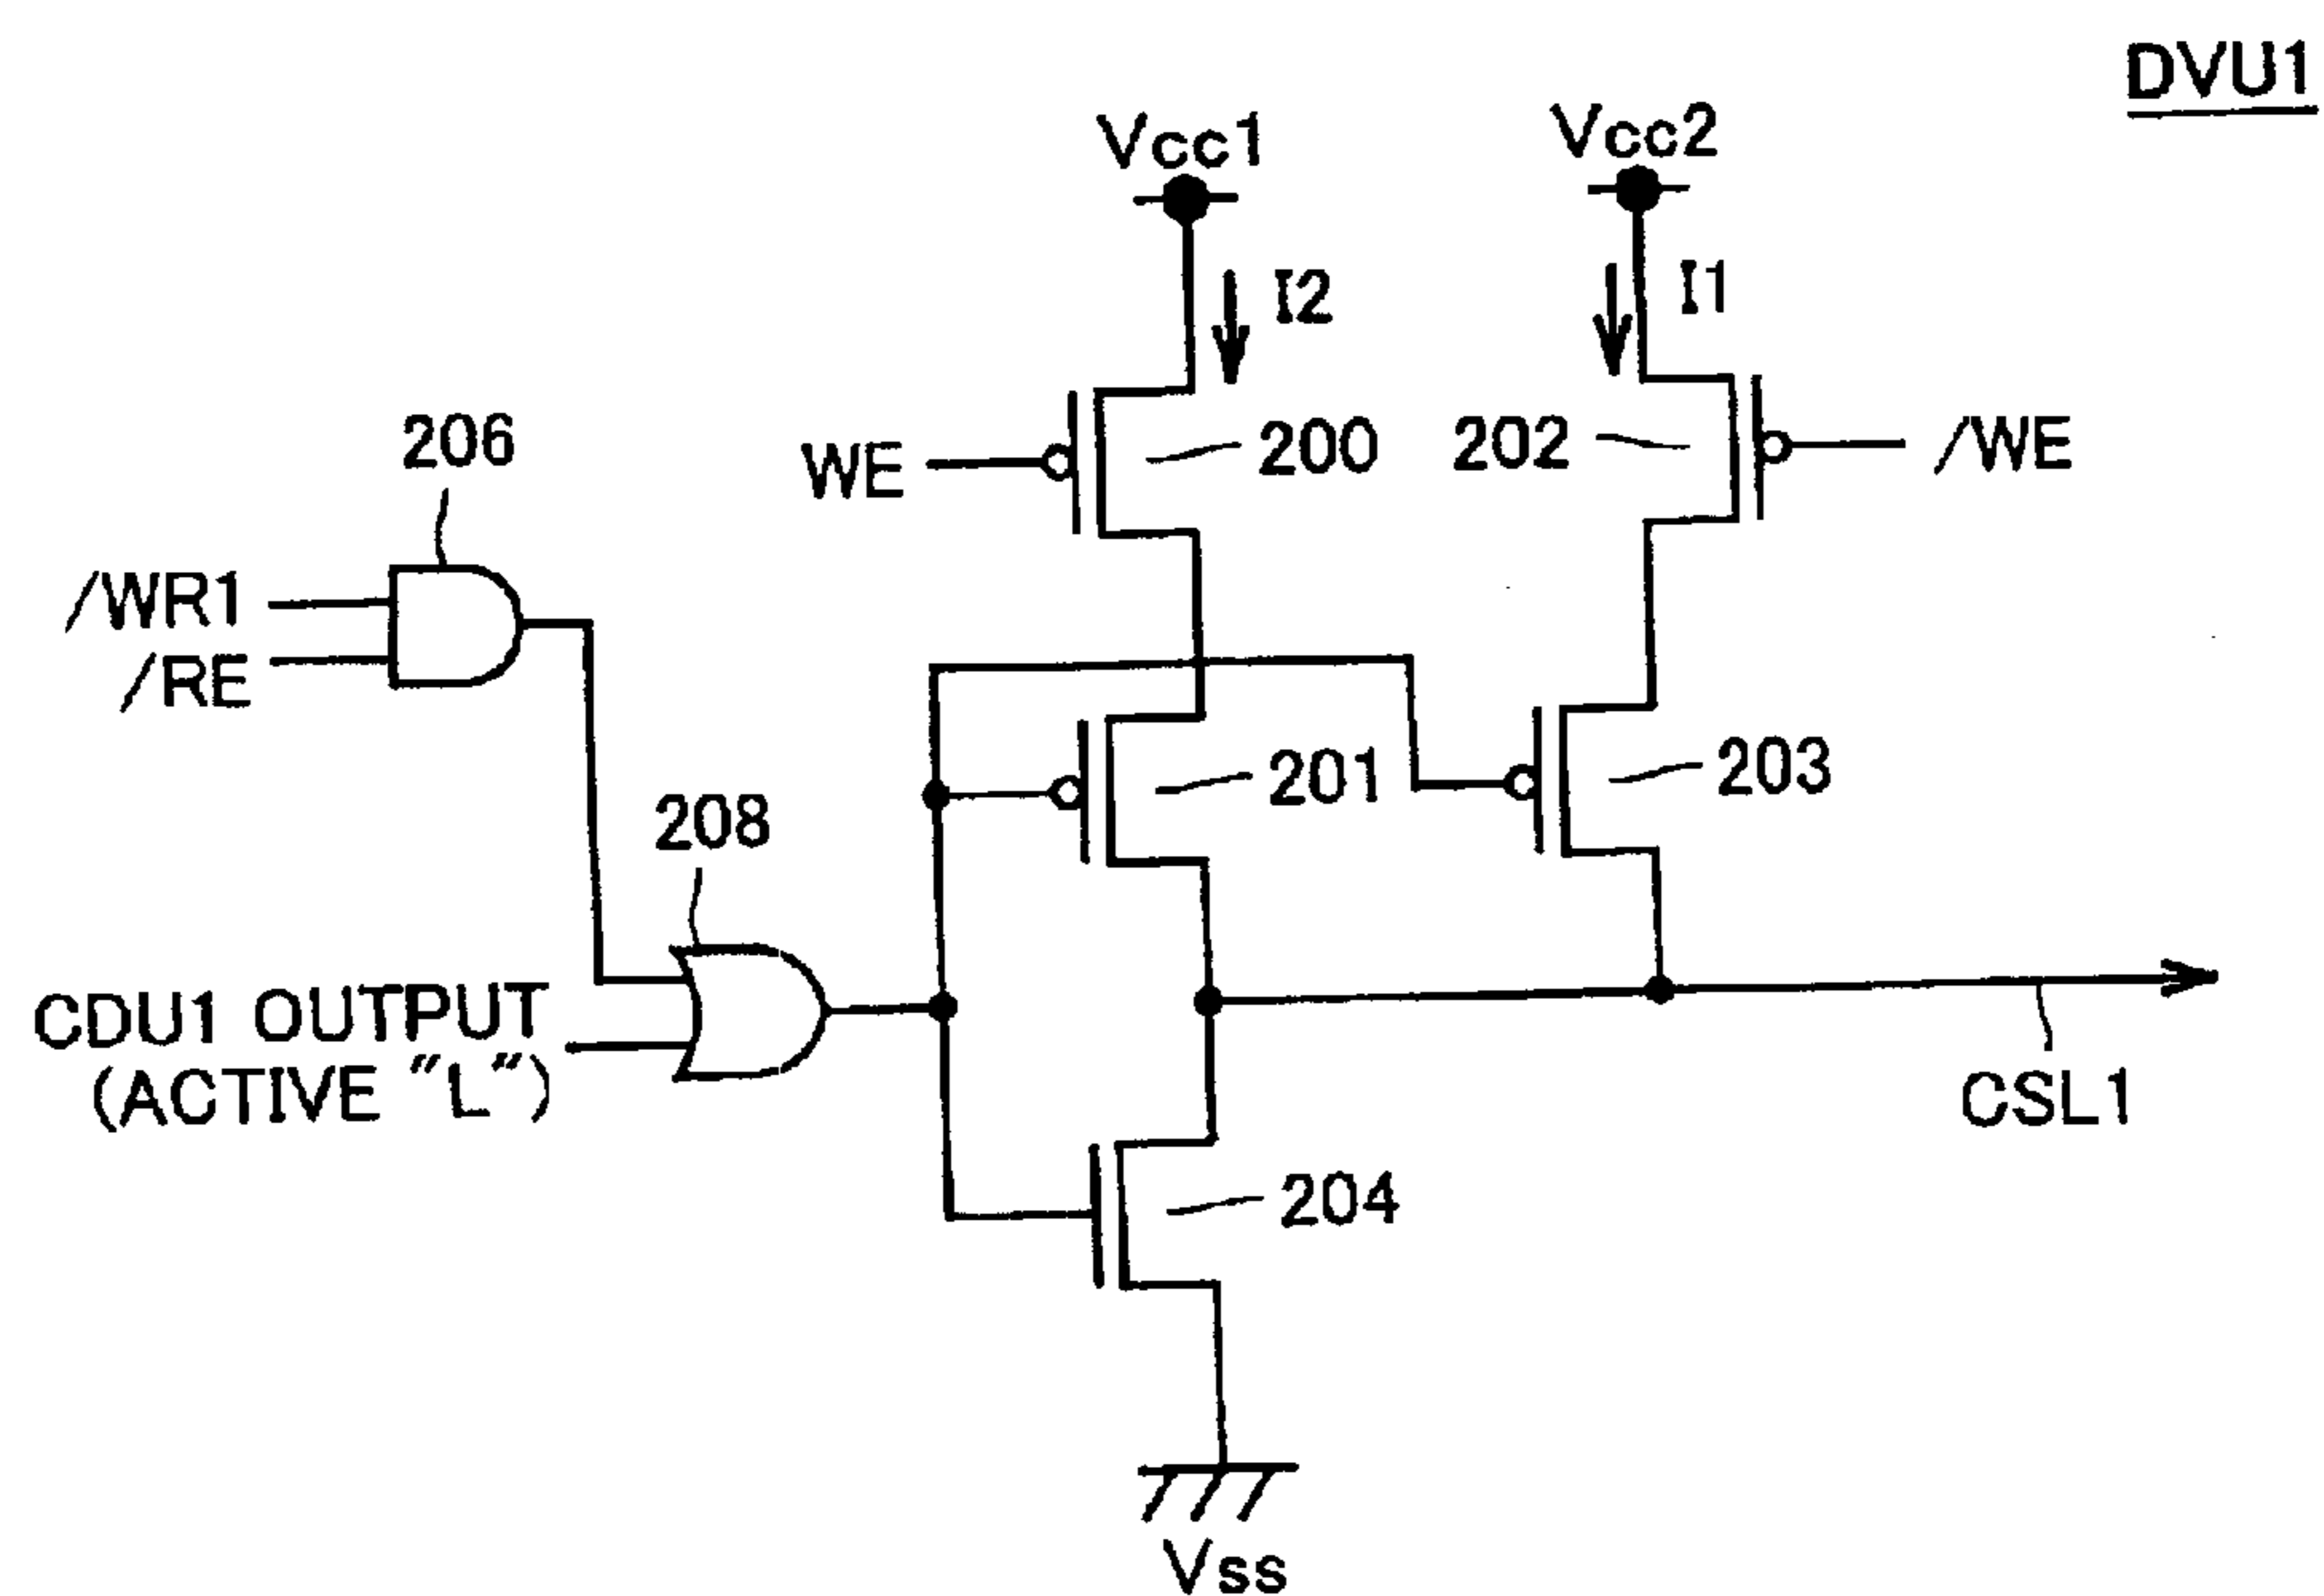 DVU1
Vcc1
Vcc2
I2
I1
206
WE
200
202
/WE
/WR1
/RE
201
203
208
CDU1 OUTPUT
(ACTIVE "L")
CSL1
204
Vss